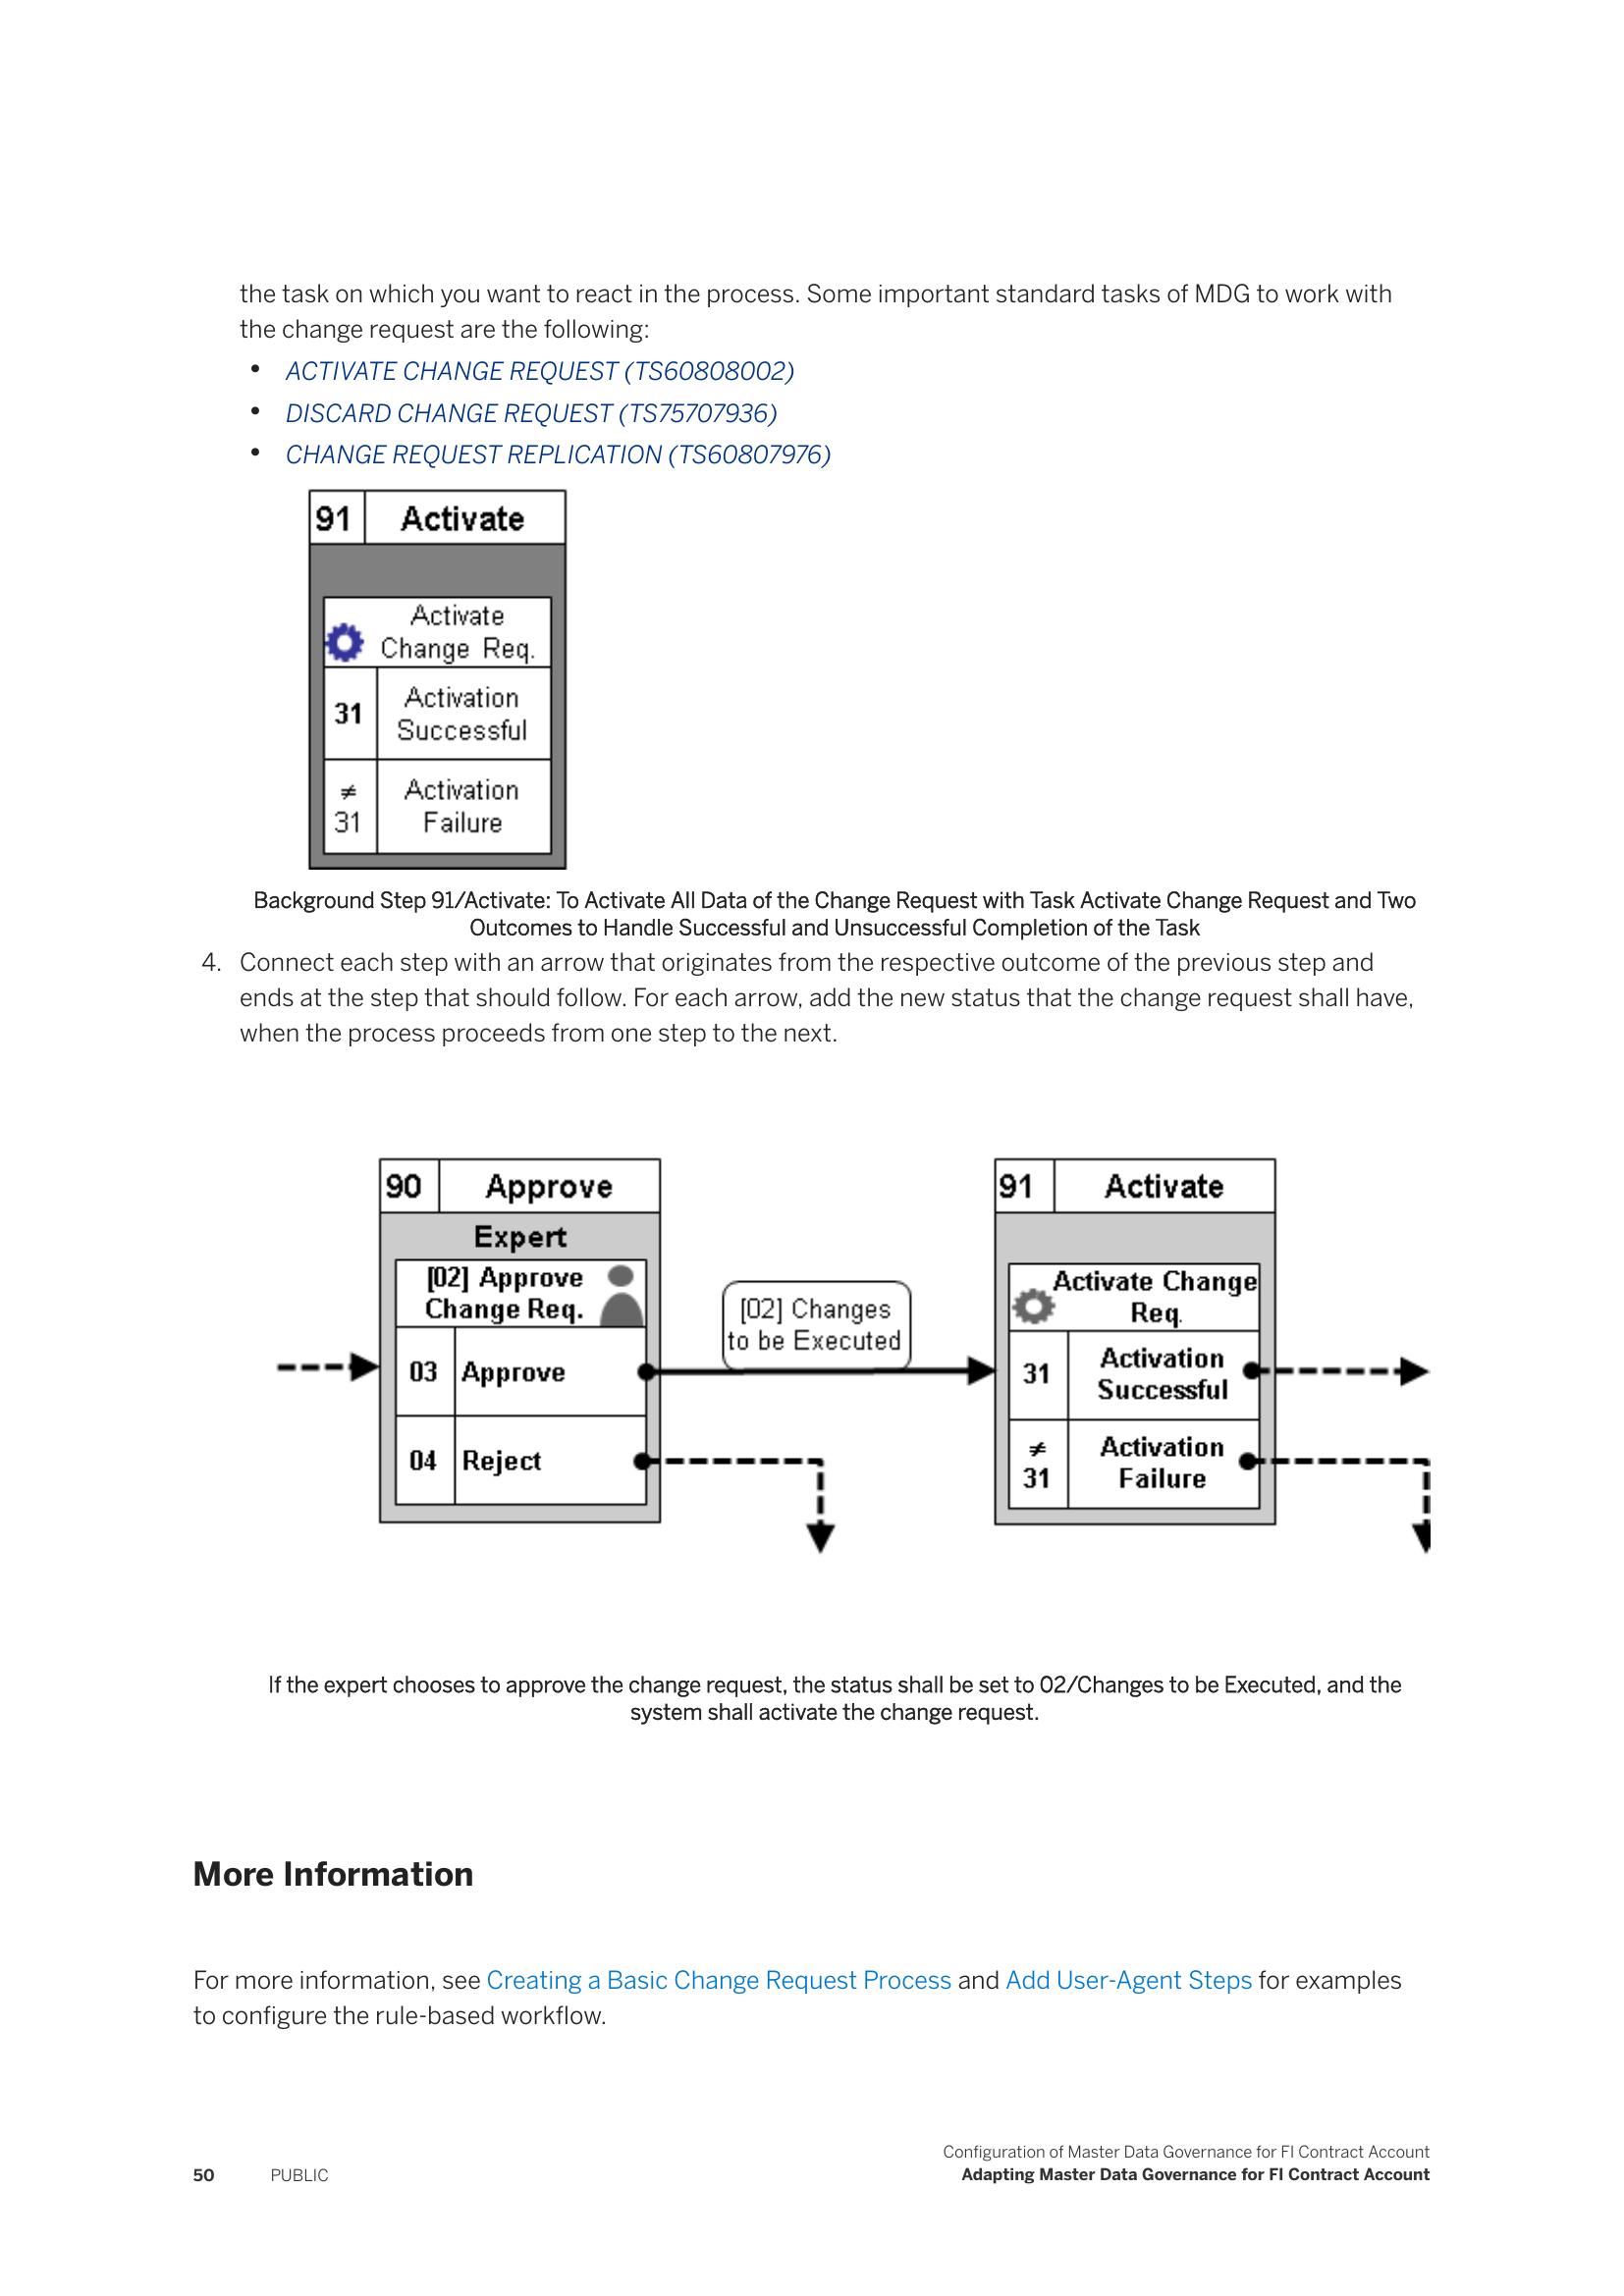 the task on which you want to react in the process. Some important standard tasks of MDG to work with
the change request are the following:
• ACTIVATE CHANGE REQUEST (TS60808002)
• DISCARD CHANGE REQUEST (TS75707936)
• CHANGE REQUEST REPLICATION (TS60807976)
91 Activate
Activate
Change Req.
31 Activation
Successful
≠
31 Activation
Failure
Background Step 91/Activate: To Activate All Data of the Change Request with Task Activate Change Request and Two
Outcomes to Handle Successful and Unsuccessful Completion of the Task
4. Connect each step with an arrow that originates from the respective outcome of the previous step and
ends at the step that should follow. For each arrow, add the new status that the change request shall have,
when the process proceeds from one step to the next.
90 Approve
Expert
[02] Approve
Change Req.
03 Approve
04 Reject
[02] Changes
to be Executed
91 Activate
Activate Change
Req.
31 Activation
Successful
≠
31 Activation
Failure
If the expert chooses to approve the change request, the status shall be set to 02/Changes to be Executed, and the
system shall activate the change request.
More Information
For more information, see Creating a Basic Change Request Process and Add User-Agent Steps for examples
to configure the rule-based workflow.
Configuration of Master Data Governance for FI Contract Account
50 PUBLIC Adapting Master Data Governance for FI Contract Account